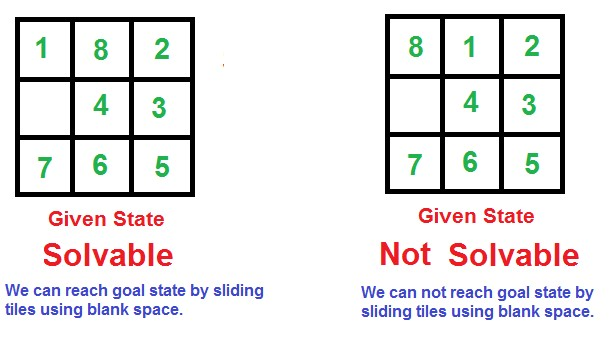 1 8 2
4 3
7 6 5
Given State
Solvable
We can reach goal state by sliding
tiles using blank space.
8 1 2
4 3
7 6 5
Given State
Not Solvable
We can not reach goal state by
sliding tiles using blank space.